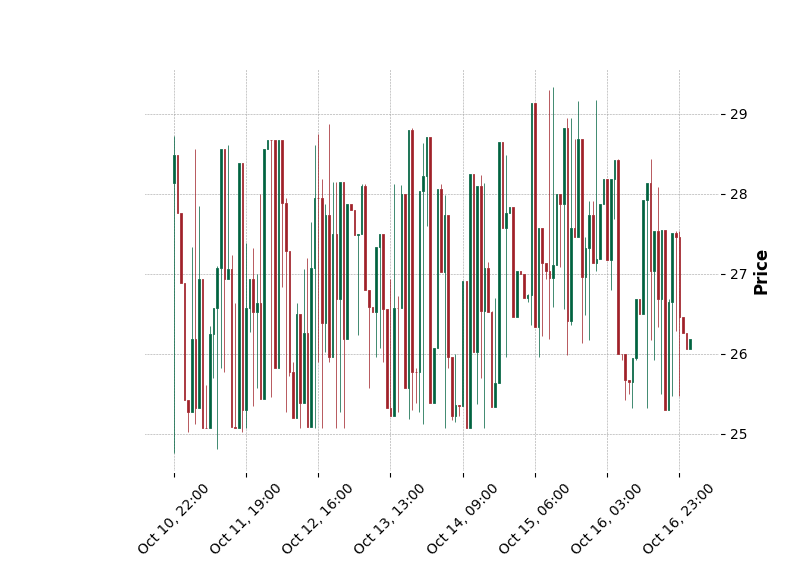 29
28
27
26
25
Price
Oct 10, 22:00
Oct 11, 19:00
Oct 12, 16:00
Oct 13, 13:00
Oct 14, 09:00
Oct 15, 06:00
Oct 16, 03:00
Oct 16, 23:00